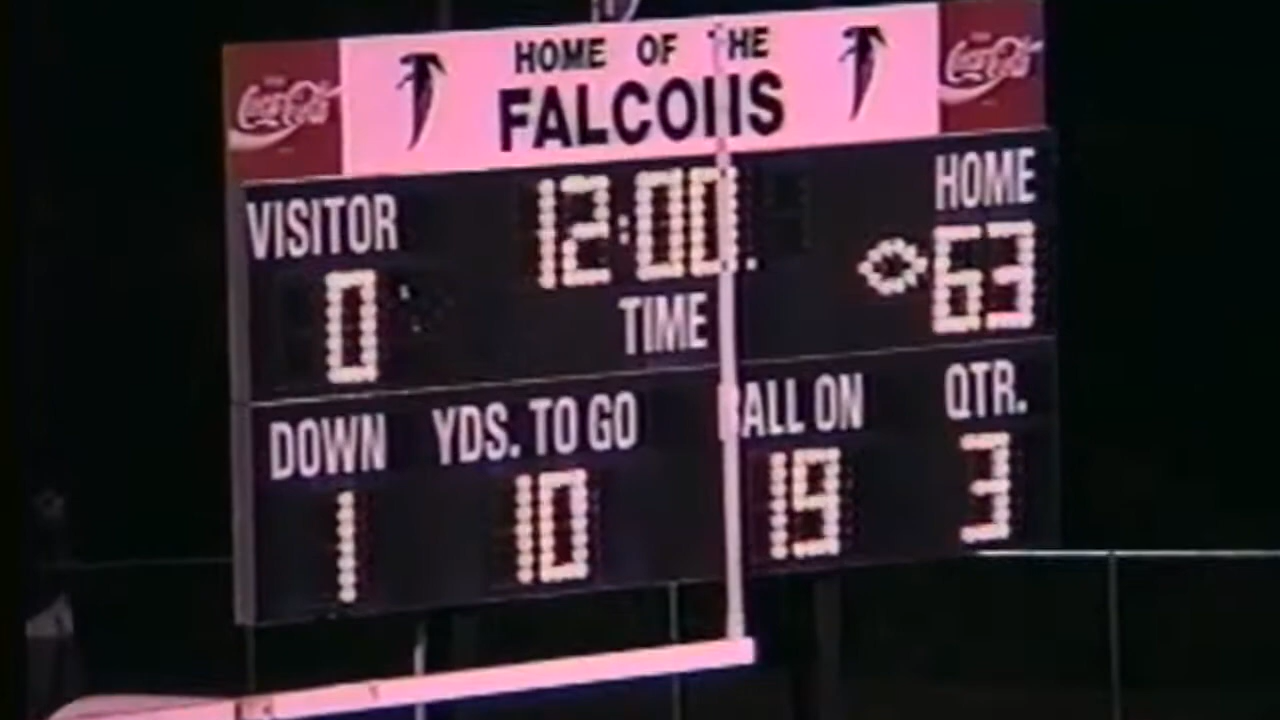 Coca-Cola
HOME OF THE
FALCONS
Coca-Cola
VISITOR
12:00.
HOME
0
TIME
63
DOWN
YDS. TO GO
BALL ON
QTR.
1
10
19
3